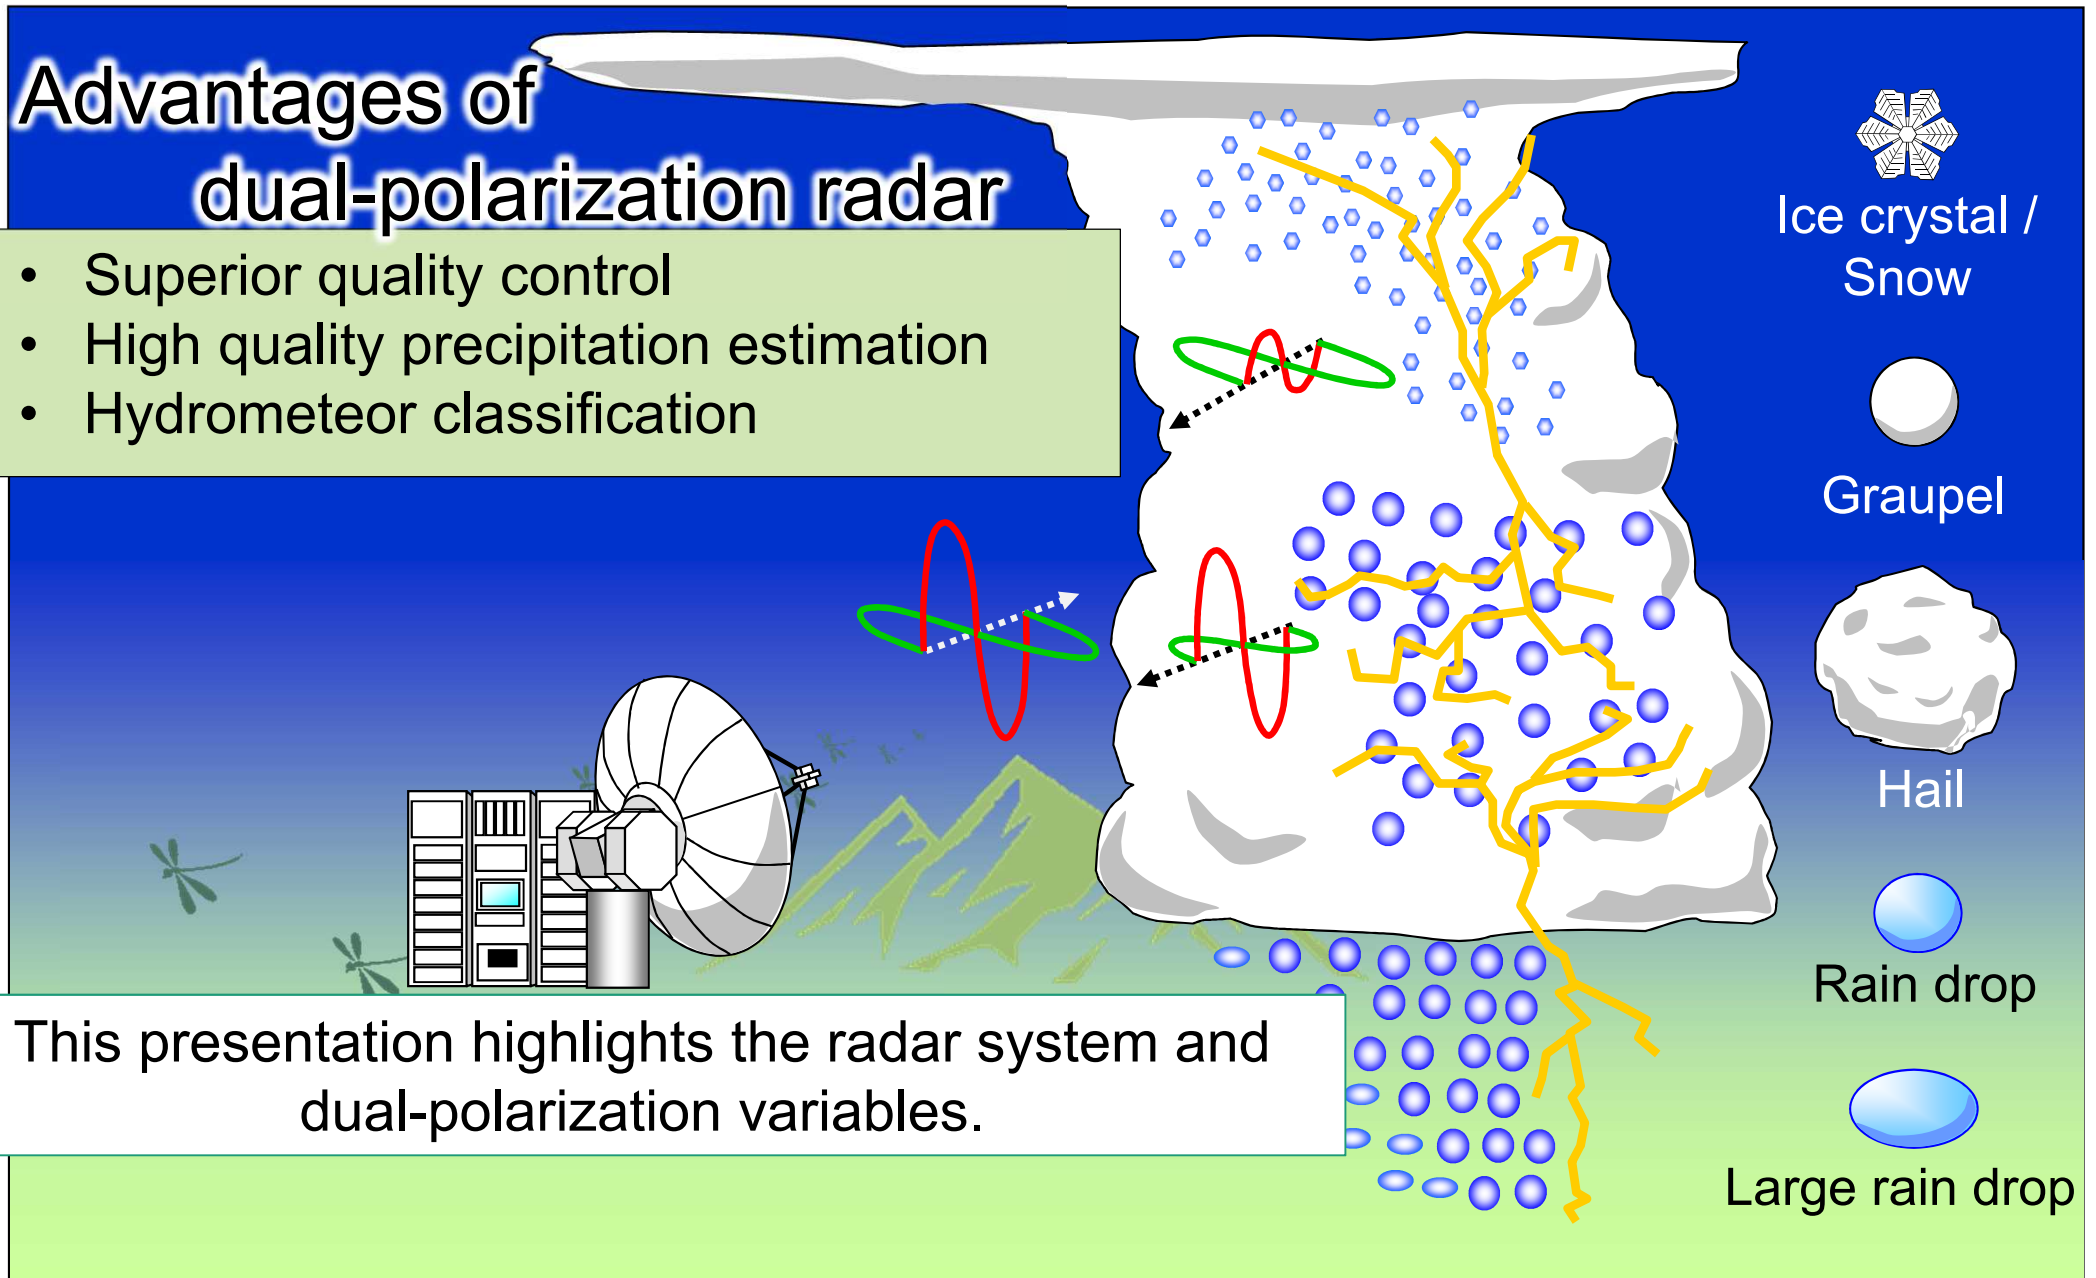 Advantages of
dual-polarization radar
• Superior quality control
• High quality precipitation estimation
• Hydrometeor classification
Ice crystal /
Snow
Graupel
Hail
Rain drop
Large rain drop
This presentation highlights the radar system and
dual-polarization variables.